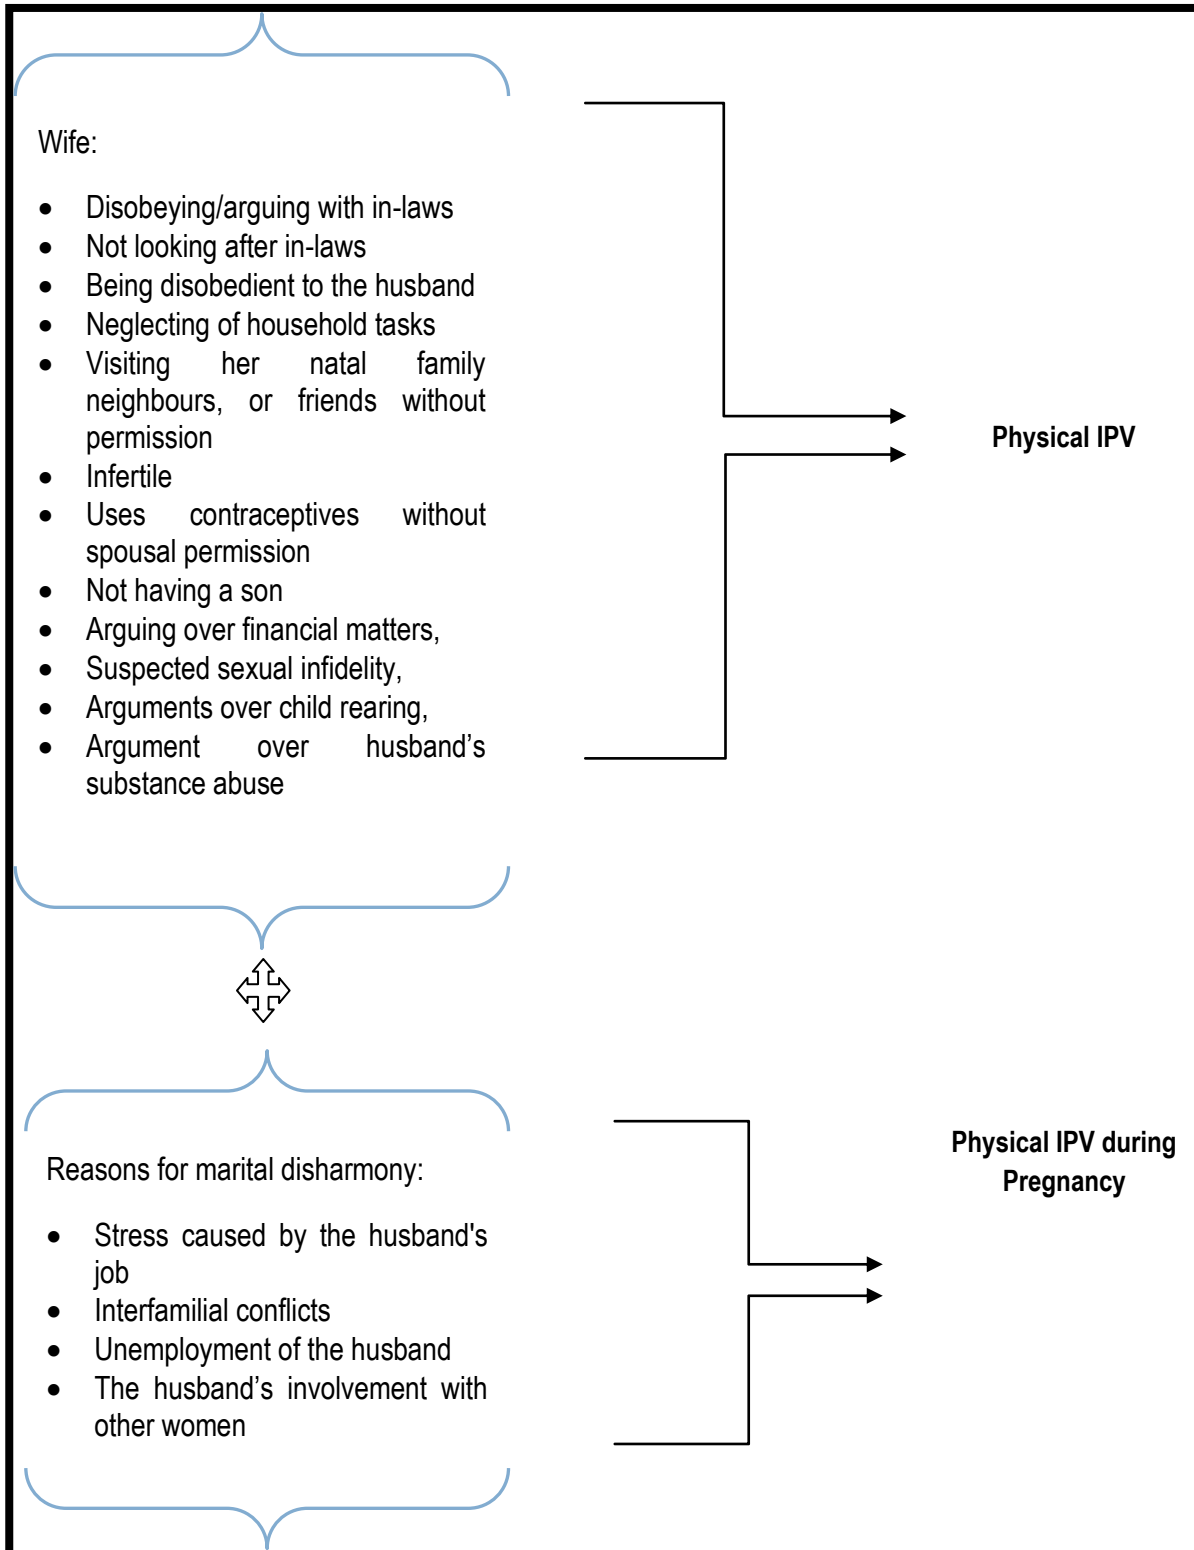 Wife:
• Disobeying/arguing with in-laws
• Not looking after in-laws
• Being disobedient to the husband
• Neglecting of household tasks
• Visiting her natal family
neighbours, or friends without
permission
• Infertile
• Uses contraceptives without
spousal permission
• Not having a son
• Arguing over financial matters,
• Suspected sexual infidelity,
• Arguments over child rearing,
• Argument over husband’s
substance abuse
Physical IPV
Reasons for marital disharmony:
• Stress caused by the husband's
job
• Interfamilial conflicts
• Unemployment of the husband
• The husband’s involvement with
other women
Physical IPV during
Pregnancy